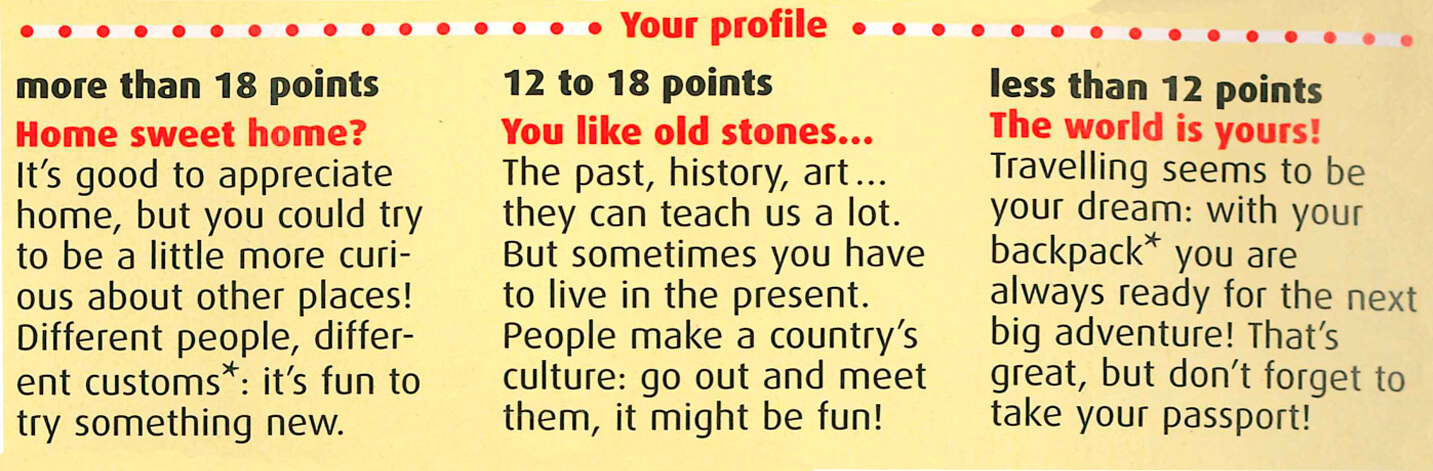 Your profile
more than 18 points
Home sweet home?
It's good to appreciate
home, but you could try
to be a little more curi-
ous about other places!
Different people, differ-
ent customs*: it's fun to
try something new.
12 to 18 points
You like old stones...
The past, history, art...
they can teach us a lot.
But sometimes you have
to live in the present.
People make a country's
culture: go out and meet
them, it might be fun!
less than 12 points
The world is yours!
Travelling seems to be
your dream: with your
backpack* you are
always ready for the next
big adventure! That's
great, but don't forget to
take your passport!